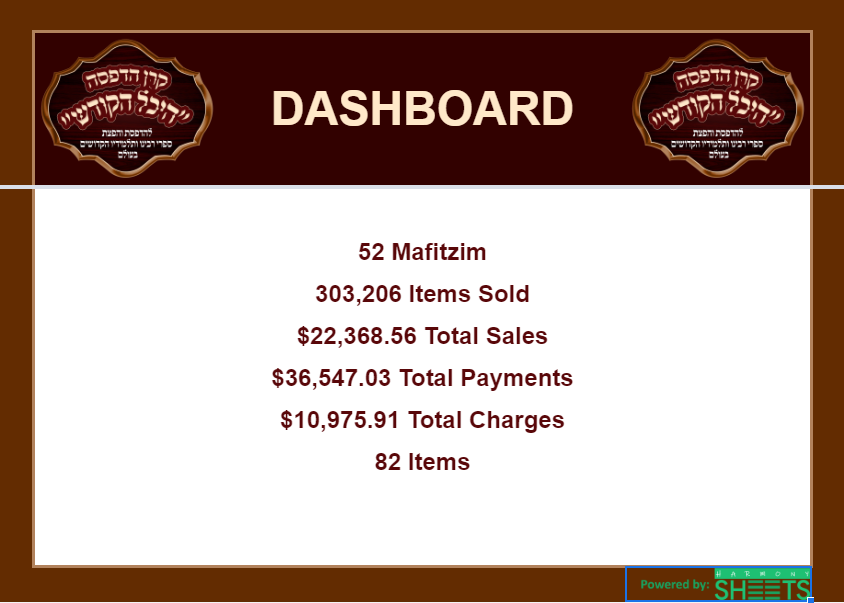 קרן הדפסה
"היכל הקודש"
להדפסת והפצת
ספרי רבינו ותלמידיו הקדושים
בעולם
DASHBOARD
קרן הדפסה
"היכל הקודש"
להדפסת והפצת
ספרי רבינו ותלמידיו הקדושים
בעולם
52 Mafitzim
303,206 Items Sold
$22,368.56 Total Sales
$36,547.03 Total Payments
$10,975.91 Total Charges
82 Items
Powered by:
HARMONY
SHEETS